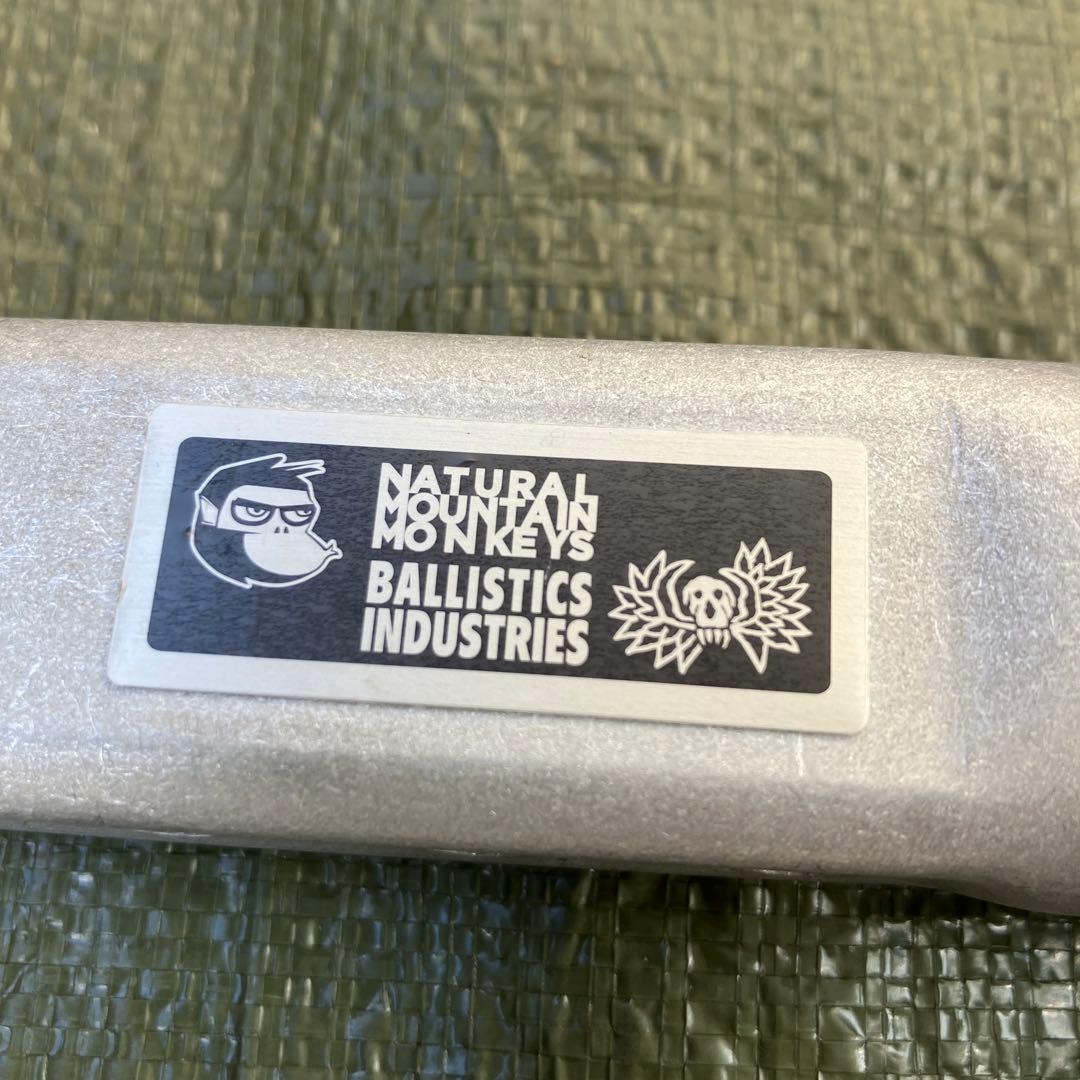 NATURAL
MOUNTAIN
MONKEYS
BALLISTICS
INDUSTRIES